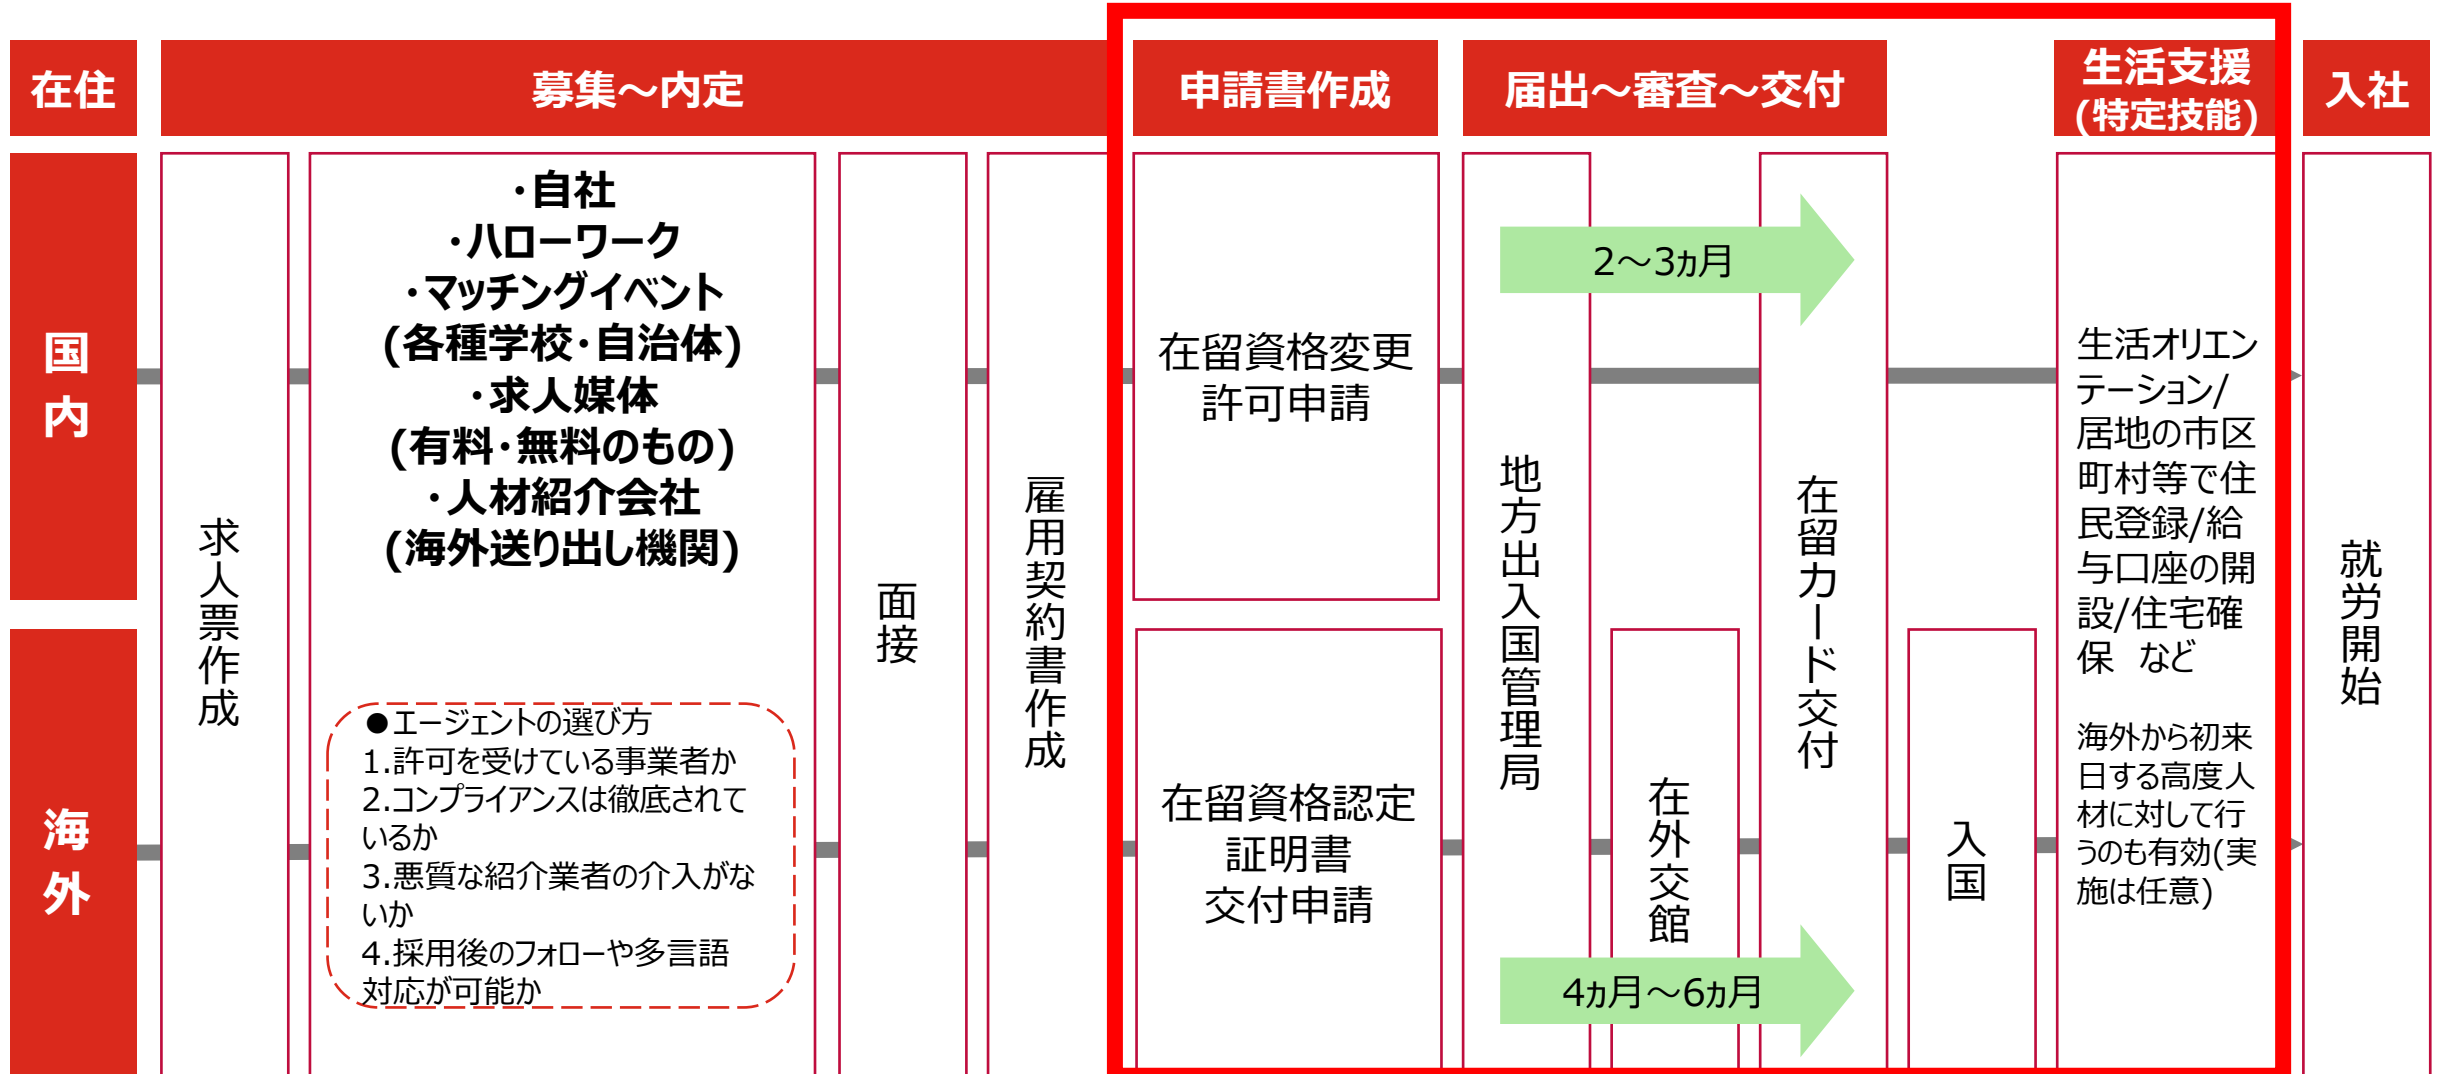 在住
募集～内定
申請書作成
届出～審査～交付
生活支援
(特定技能)
入社
国内
海外
求人票作成
・自社
・ハローワーク
・マッチングイベント
(各種学校・自治体)
・求人媒体
(有料・無料のもの)
・人材紹介会社
(海外送り出し機関)
●エージェントの選び方
1.許可を受けている事業者か
2.コンプライアンスは徹底されて
いるか
3.悪質な紹介業者の介入がな
いか
4.採用後のフォローや多言語
対応が可能か
面接
雇用契約書作成
在留資格変更
許可申請
在留資格認定
証明書
交付申請
地方出入国管理局
2～3ヵ月
在外交館
4ヵ月～6ヵ月
在留カード交付
入国
生活オリエン
テーション/
居地の市区
町村等で住
民登録/給
与口座の開
設/住宅確
保　など
海外から初来
日する高度人
材に対して行
うのも有効(実
施は任意)
就労開始